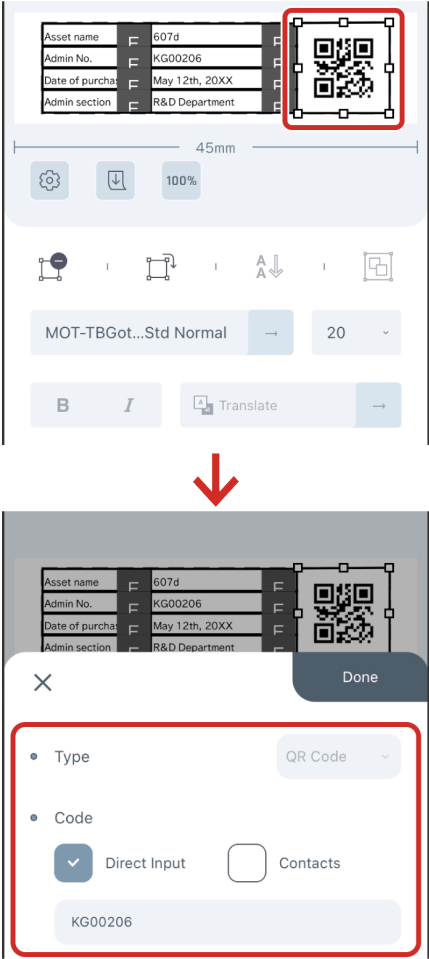 Asset name F 607d F
Admin No. F KG00206 F
Date of purchas F May 12th, 20XX F
Admin section F R&D Department F
45mm
100%
A
A
MOT-TBGot...Std Normal → 20
B I A Translate →
Asset name F 607d F
Admin No. F KG00206 F
Date of purchas F May 12th, 20XX F
Admin section F R&D Department F
Done
Type QR Code
Code
Direct Input Contacts
KG00206